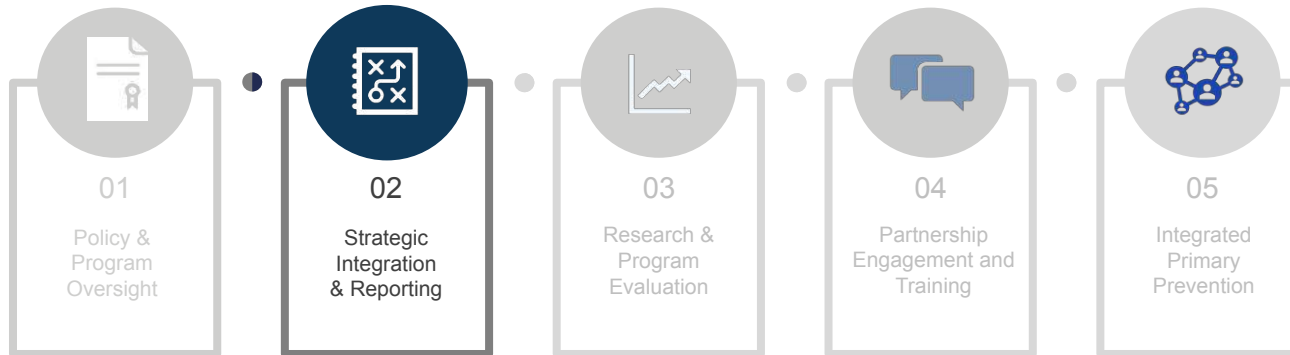 01
Policy &
Program
Oversight
02
Strategic
Integration
& Reporting
03
Research &
Program
Evaluation
04
Partnership
Engagement and
Training
05
Integrated
Primary
Prevention